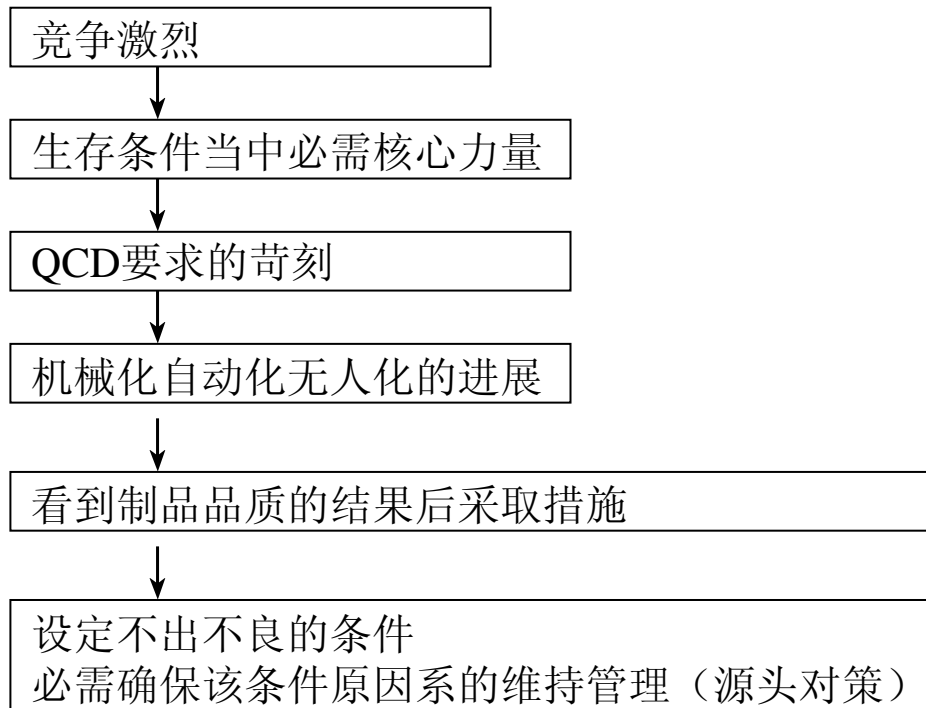 竞争激烈
生存条件当中必需核心力量
QCD要求的苛刻
机械化自动化无人化的进展
看到制品品质的结果后采取措施
设定不出不良的条件
必需确保该条件原因系的维持管理（源头对策）